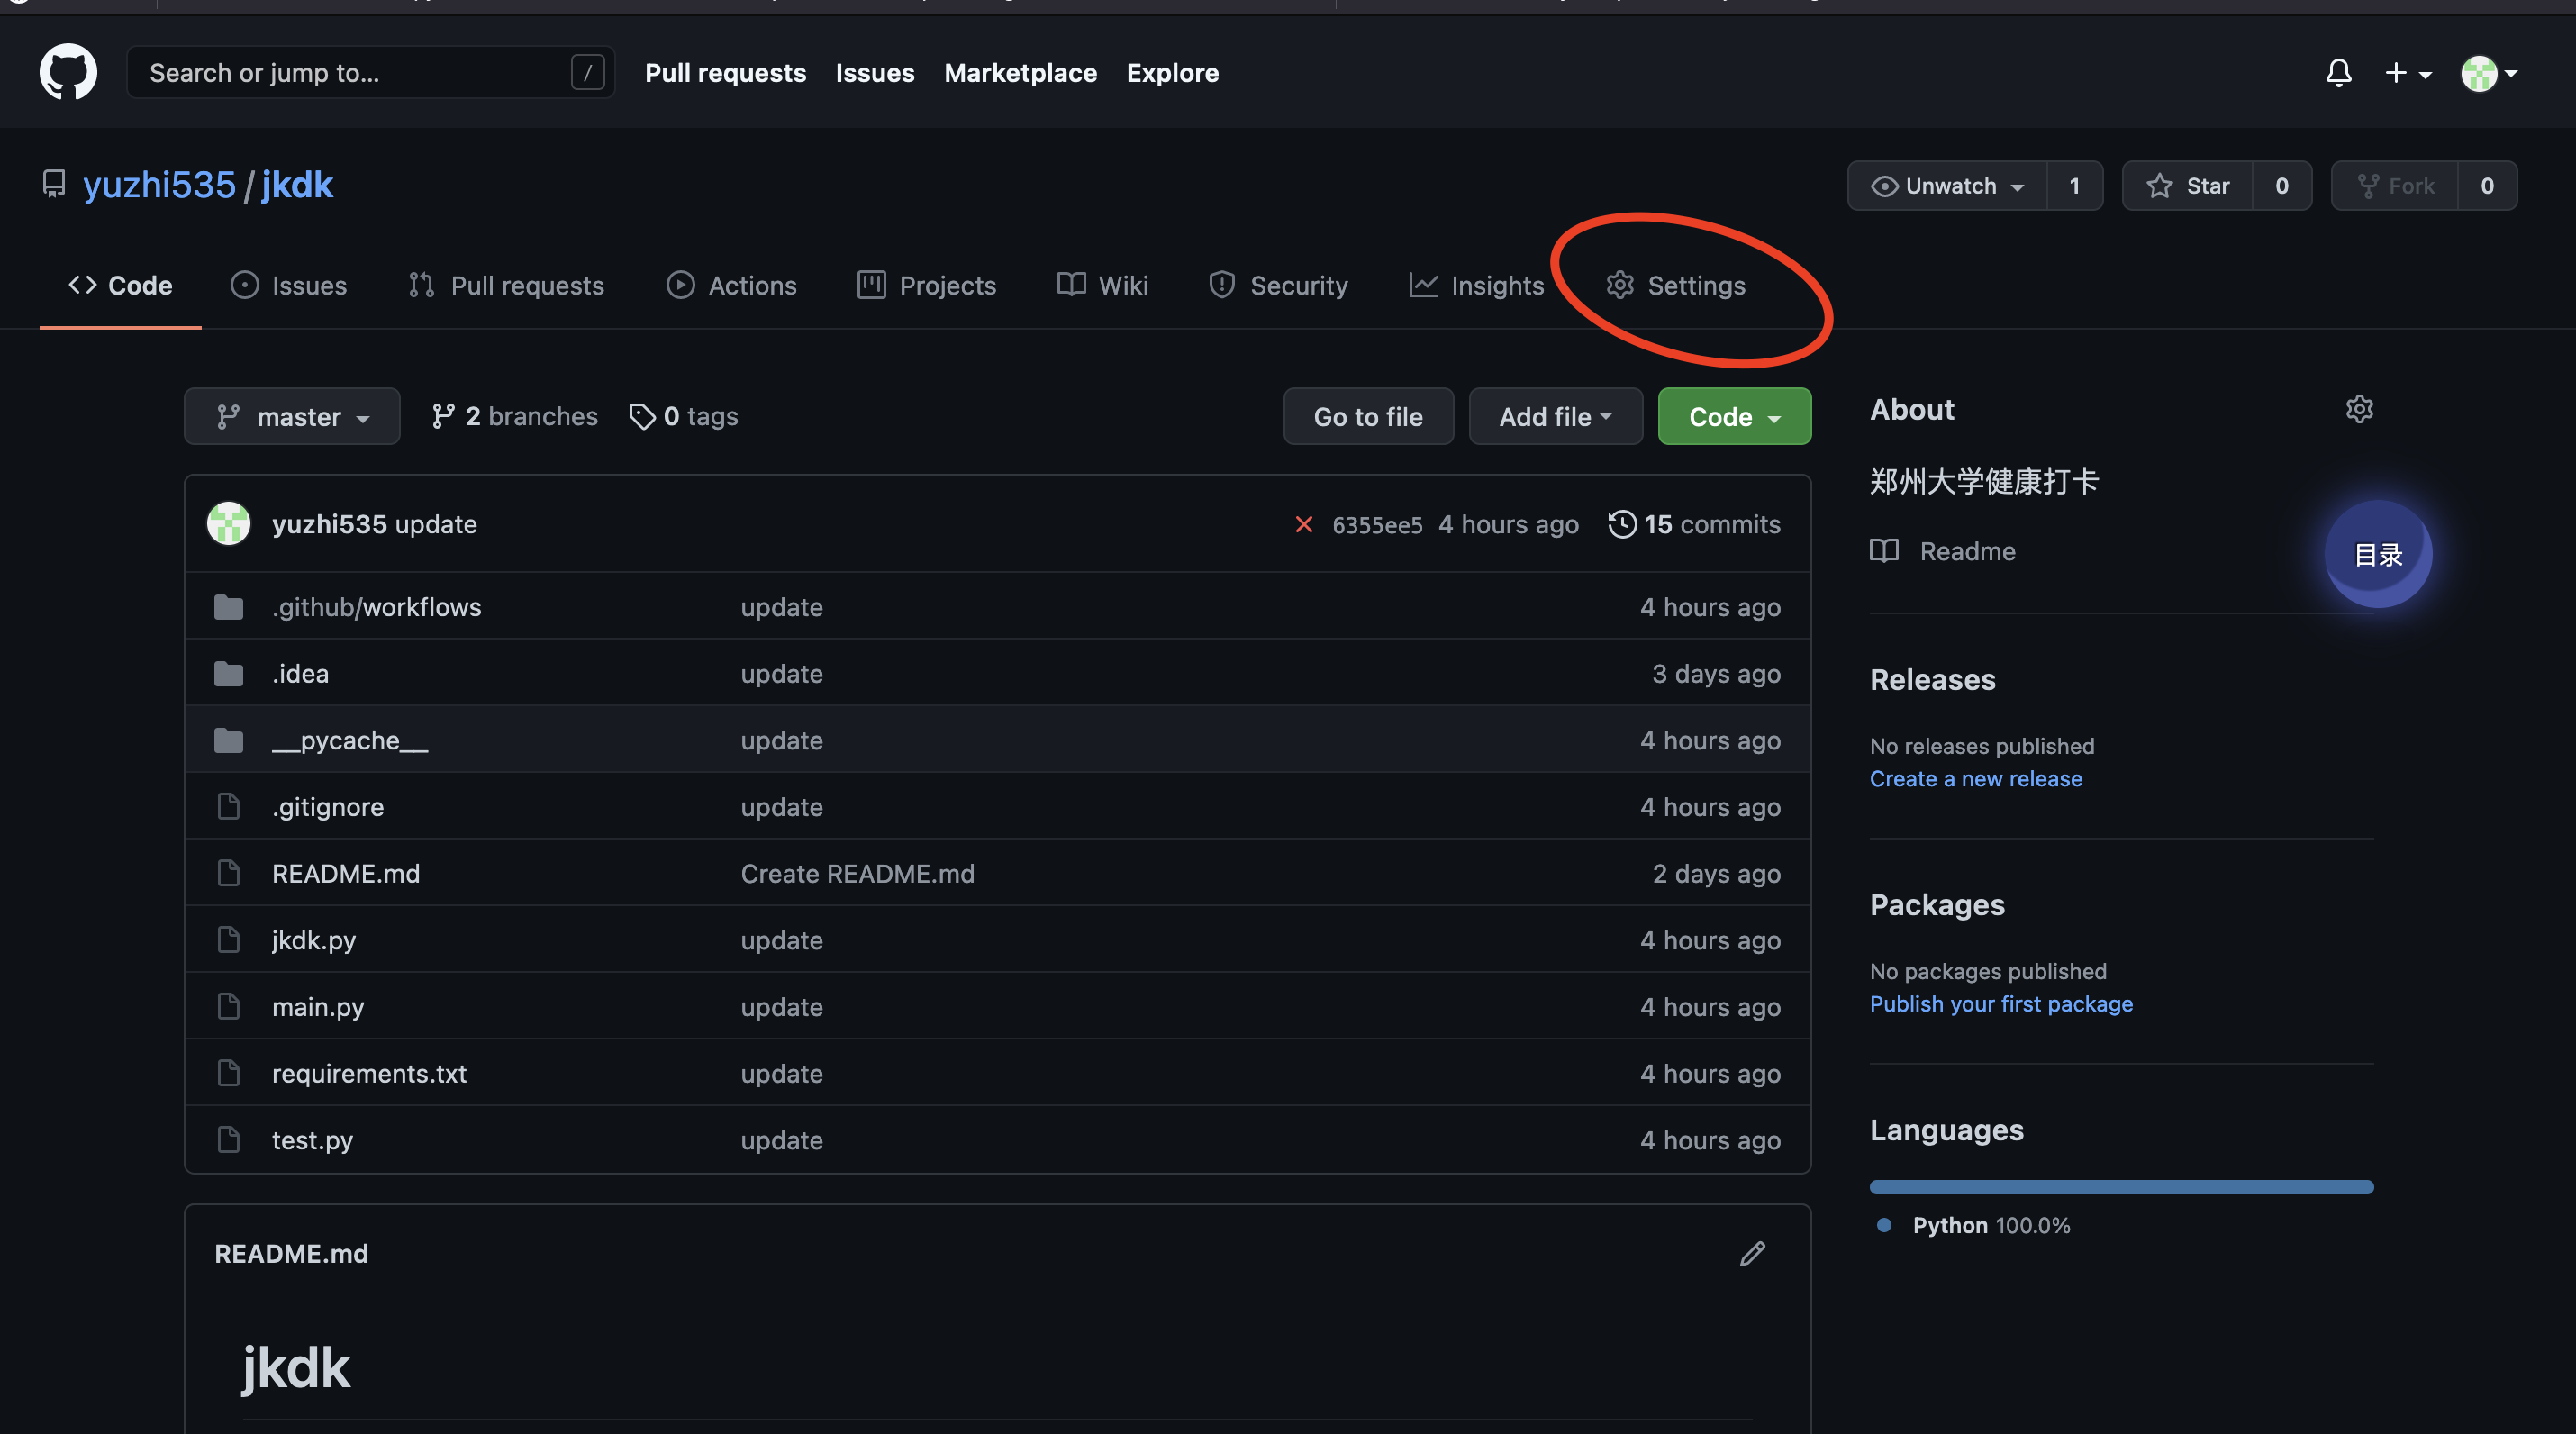 Search or jump to... /
Pull requests Issues Marketplace Explore
yuzhi535 / jkdk
Unwatch 1 Star 0 Fork 0
Code Issues Pull requests Actions Projects Wiki Security Insights Settings
master 2 branches 0 tags Go to file Add file Code
yuzhi535 update 6355ee5 4 hours ago 15 commits
.github/workflows update 4 hours ago
.idea update 3 days ago
__pycache__ update 4 hours ago
.gitignore update 4 hours ago
README.md Create README.md 2 days ago
jkdk.py update 4 hours ago
main.py update 4 hours ago
requirements.txt update 4 hours ago
test.py update 4 hours ago
README.md
jkdk
About
郑州大学健康打卡
Readme
目录
Releases
No releases published
Create a new release
Packages
No packages published
Publish your first package
Languages
Python 100.0%